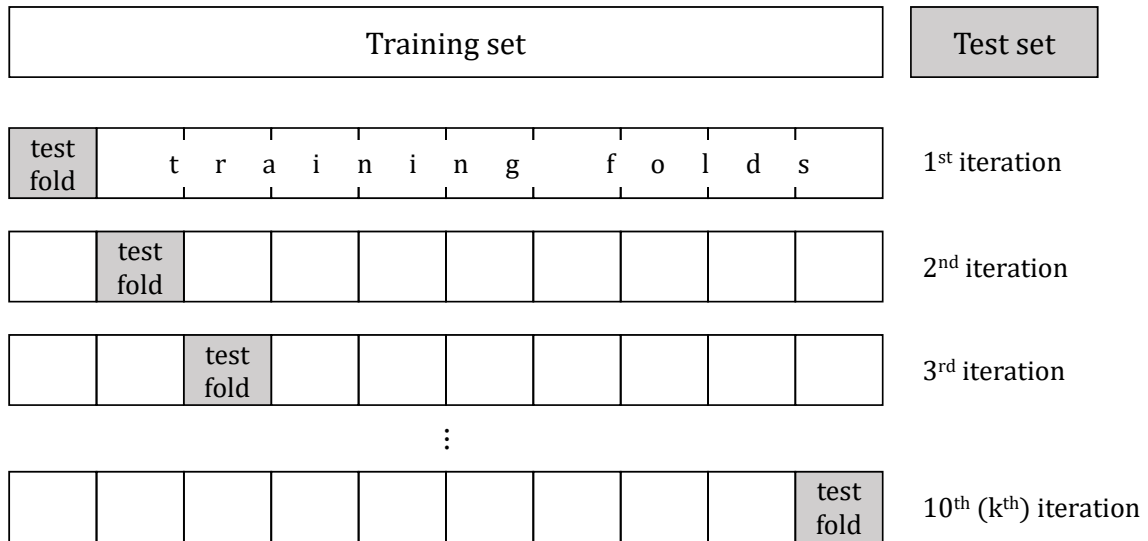 Training set
Test set
test
fold
t r a i n i n g f o l d s
1st iteration
test
fold
2nd iteration
test
fold
3rd iteration
⋮
test
fold
10th (kth) iteration